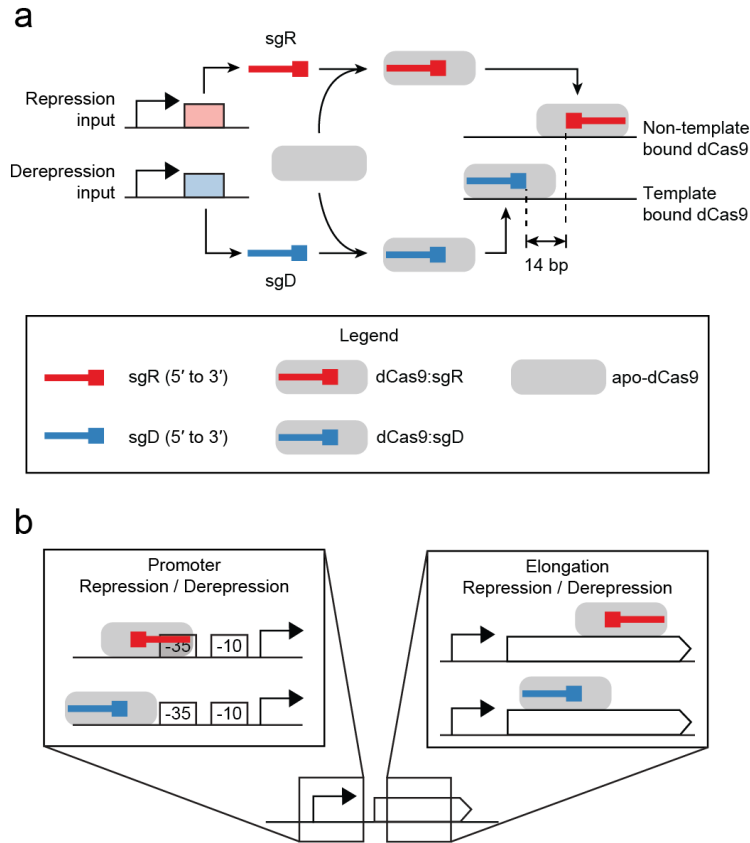 a
sgR
Repression
input
Non-template
bound dCas9
Derepression
input
Template
bound dCas9
14 bp
sgD
Legend
sgR (5′ to 3′)
dCas9:sgR
apo-dCas9
sgD (5′ to 3′)
dCas9:sgD
b
Promoter
Repression / Derepression
-35
-10
-35
-10
Elongation
Repression / Derepression